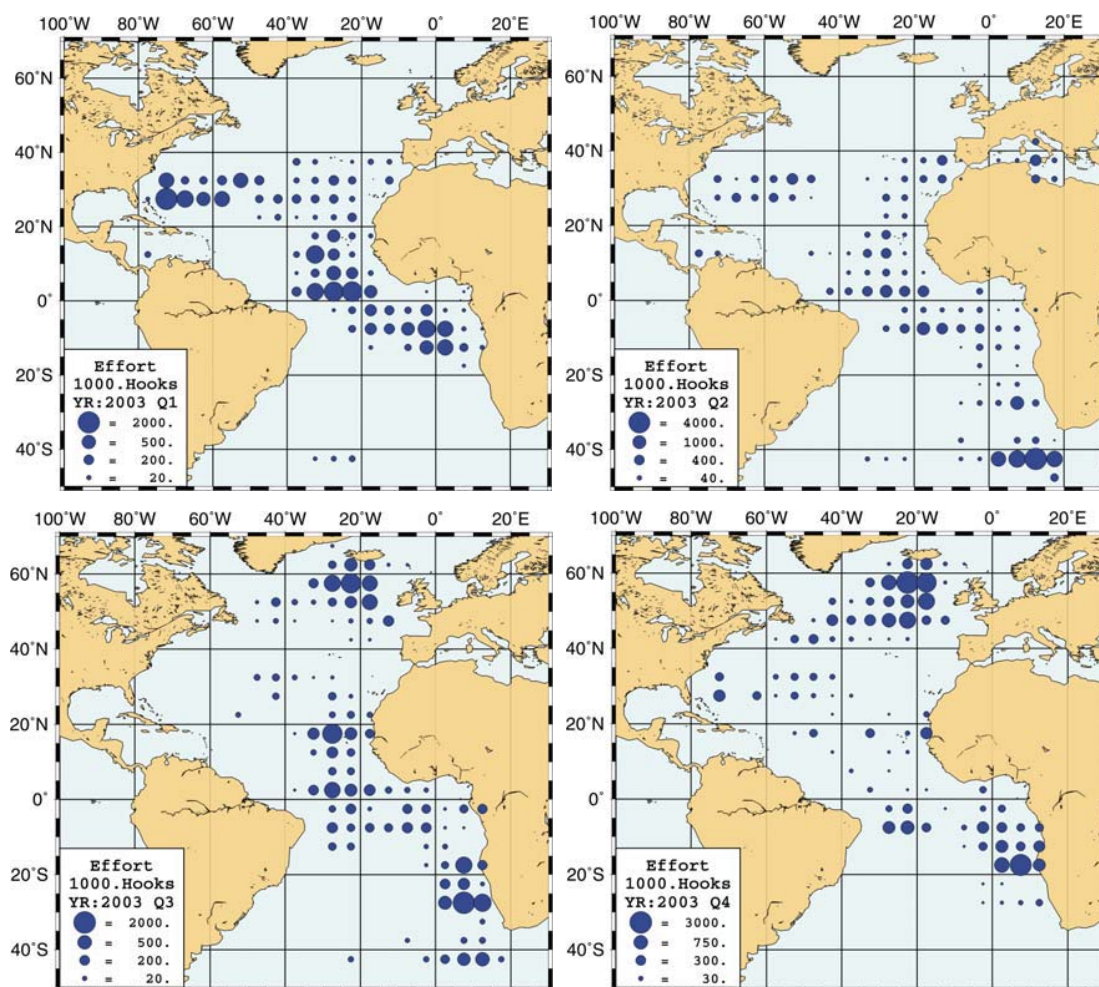 100°W 80°W 60°W 40°W 20°W 0° 20°E
60°N
40°N
20°N
0°
20°S
40°S
Effort
1000.Hooks
YR:2003 Q1
= 2000.
= 500.
= 200.
= 20.
100°W 80°W 60°W 40°W 20°W 0° 20°E
60°N
40°N
20°N
0°
20°S
40°S
Effort
1000.Hooks
YR:2003 Q2
= 4000.
= 1000.
= 400.
= 40.
100°W 80°W 60°W 40°W 20°W 0° 20°E
60°N
40°N
20°N
0°
20°S
40°S
Effort
1000.Hooks
YR:2003 Q3
= 2000.
= 500.
= 200.
= 20.
100°W 80°W 60°W 40°W 20°W 0° 20°E
60°N
40°N
20°N
0°
20°S
40°S
Effort
1000.Hooks
YR:2003 Q4
= 3000.
= 750.
= 300.
= 30.